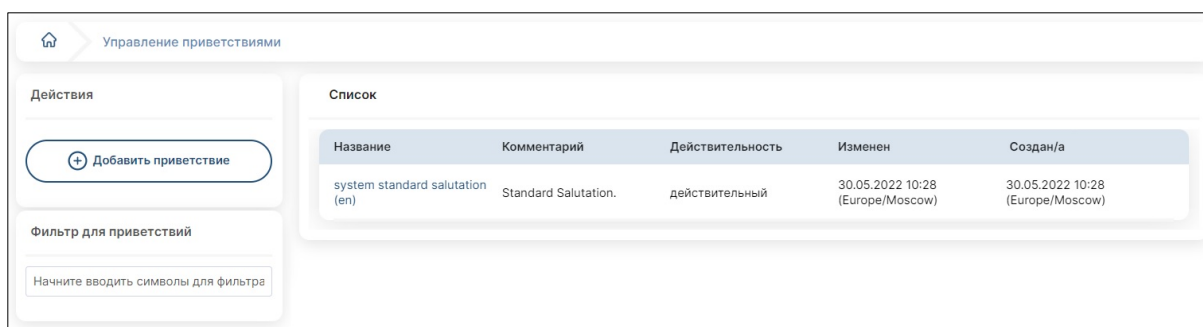 Управление приветствиями
Действия
Добавить приветствие
Фильтр для приветствий
Начните вводить символы для фильтра
Список
Название Комментарий Действительность Изменен Создан/а
system standard salutation (en) Standard Salutation. действительный 30.05.2022 10:28 (Europe/Moscow) 30.05.2022 10:28 (Europe/Moscow)